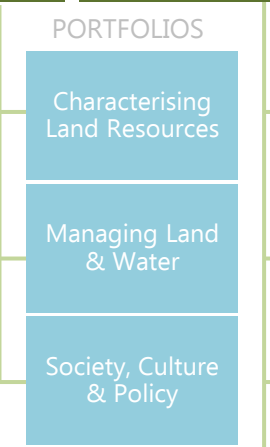 PORTFOLIOS
Characterising
Land Resources
Managing Land
& Water
Society, Culture
& Policy